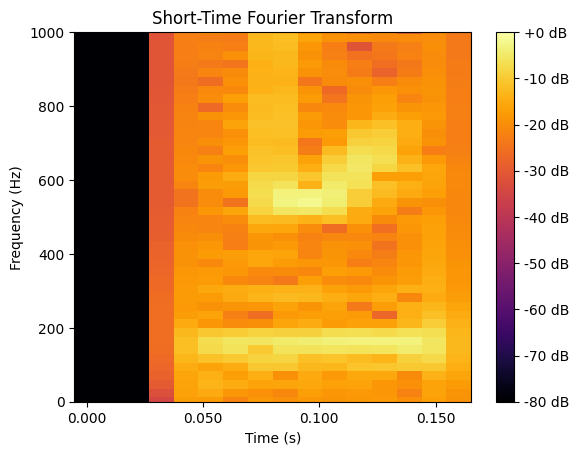 Short-Time Fourier Transform
1000
800
600
400
200
0
Frequency (Hz)
0.000
0.050
0.100
0.150
Time (s)
+0 dB
-10 dB
-20 dB
-30 dB
-40 dB
-50 dB
-60 dB
-70 dB
-80 dB